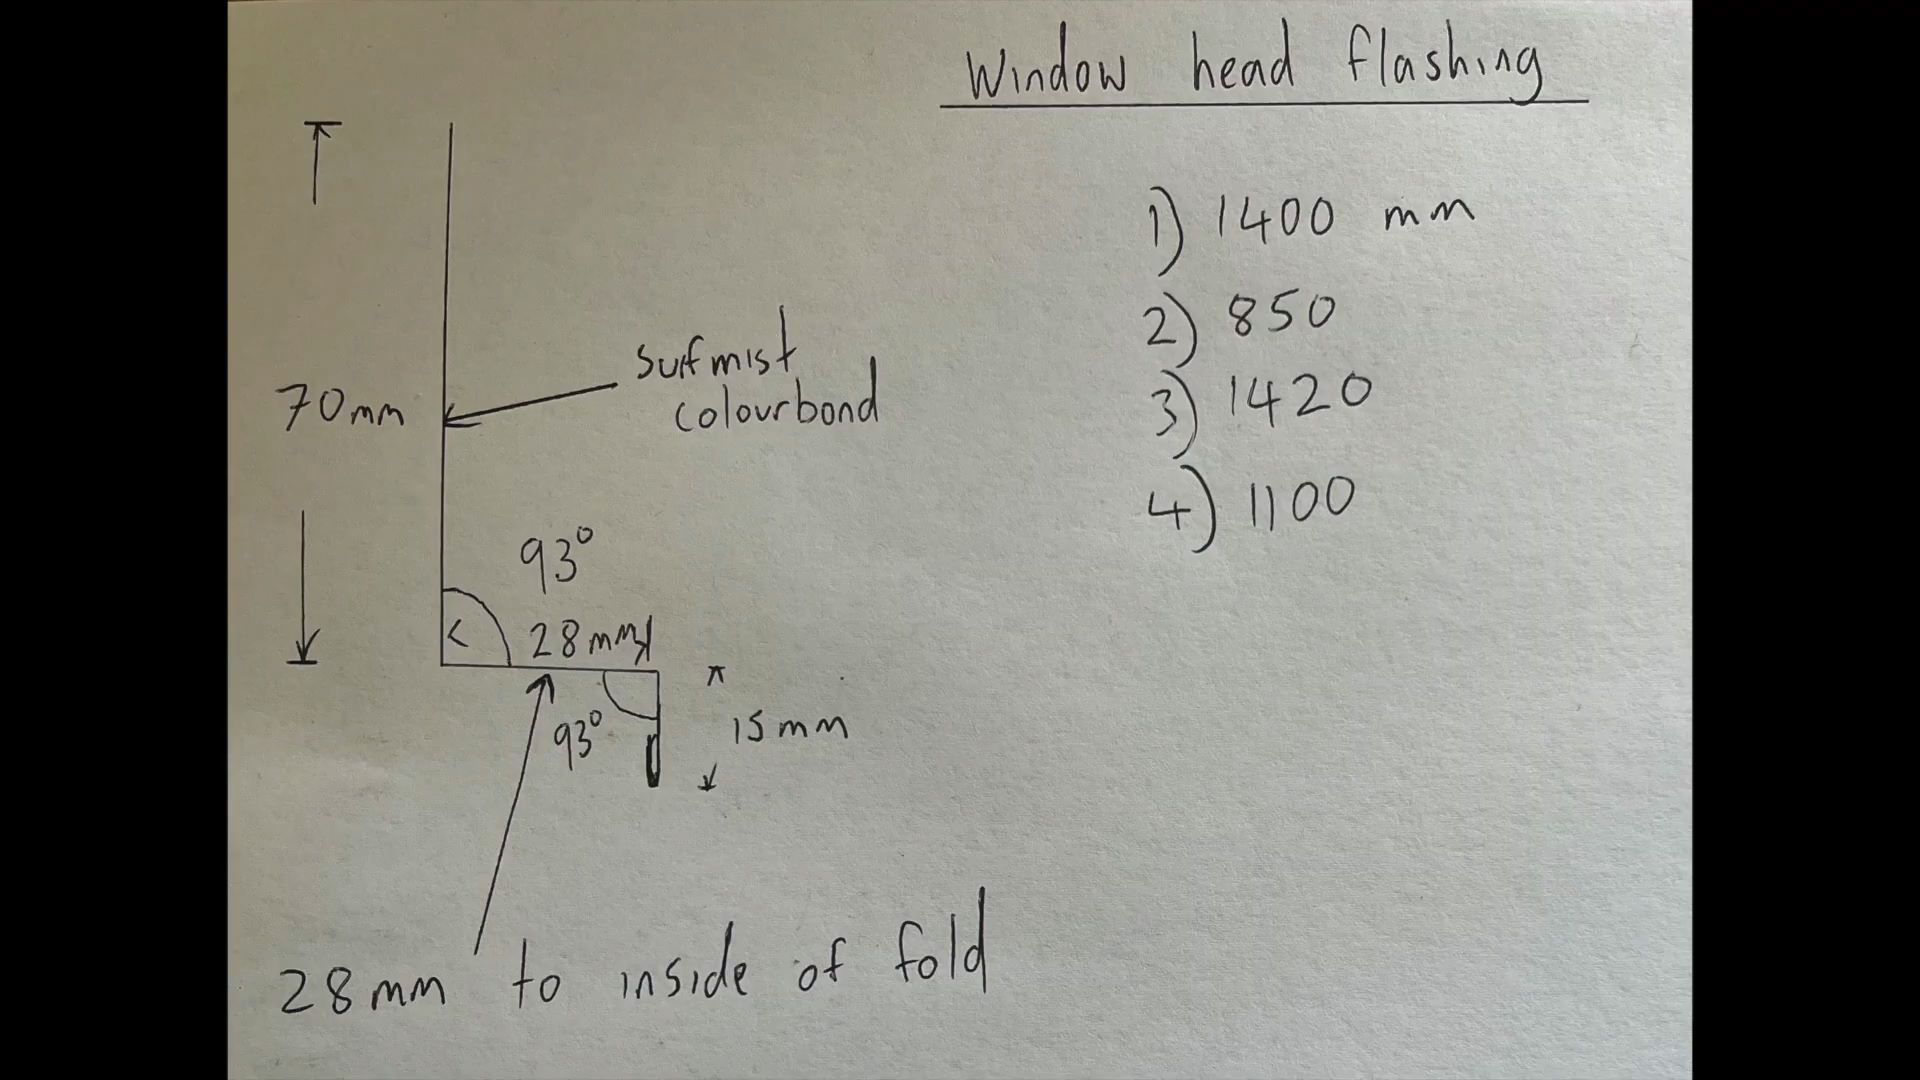 Window head flashing
1) 1400 mm
2) 850
3) 1420
4) 1100
surfmist
colourbond
70mm
93°
28mm
93°
15mm
28mm to inside of fold